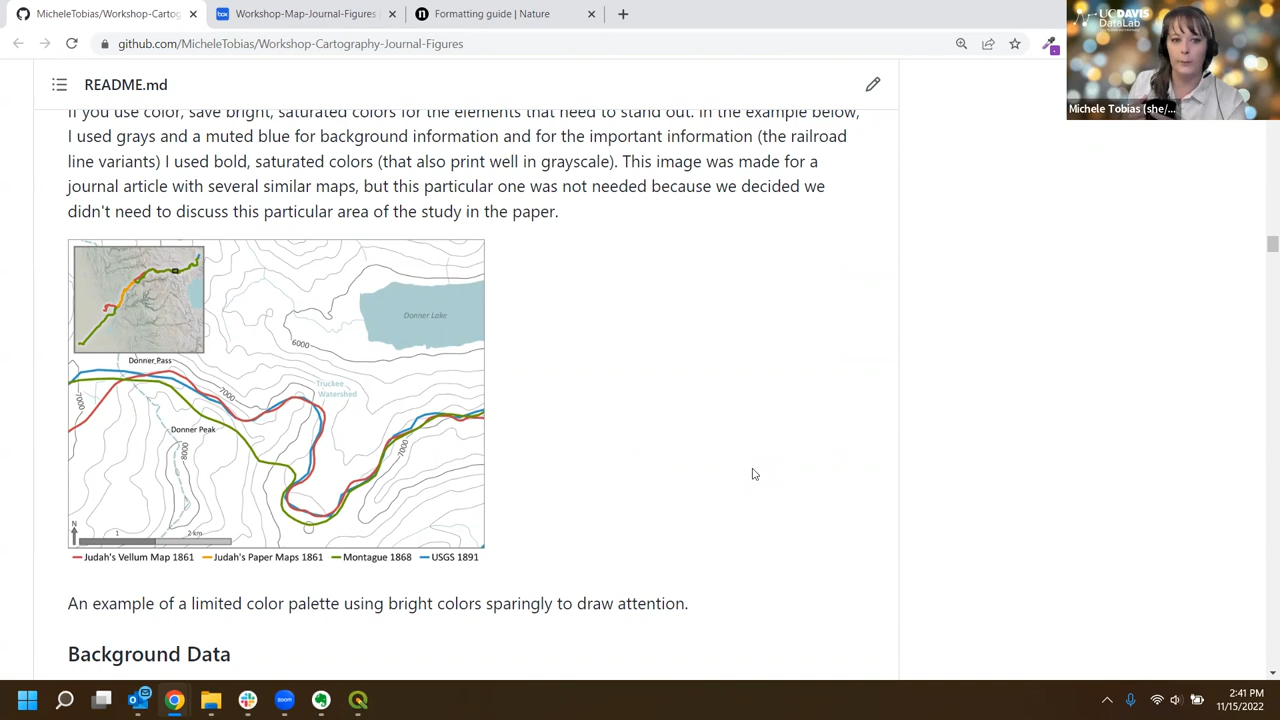 MicheleTobias/Workshop-Cartog
Workshop-Map-Journal-Figures
Formatting guide | Nature
github.com/MicheleTobias/Workshop-Cartography-Journal-Figures
UCDAVIS
DataLab
Michele Tobias (she/...
README.md
If you use color, save bright, saturated colors for the elements that need to stand out. In the example below,
I used grays and a muted blue for background information and for the important information (the railroad
line variants) I used bold, saturated colors (that also print well in grayscale). This image was made for a
journal article with several similar maps, but this particular one was not needed because we decided we
didn't need to discuss this particular area of the study in the paper.
Donner Lake
6000
Donner Pass
Truckee
Watershed
7000
7000
Donner Peak
8000
7000
N
1
2 km
Judah's Vellum Map 1861
Judah's Paper Maps 1861
Montague 1868
USGS 1891
An example of a limited color palette using bright colors sparingly to draw attention.
Background Data
box
n
zoom
2:41 PM
11/15/2022